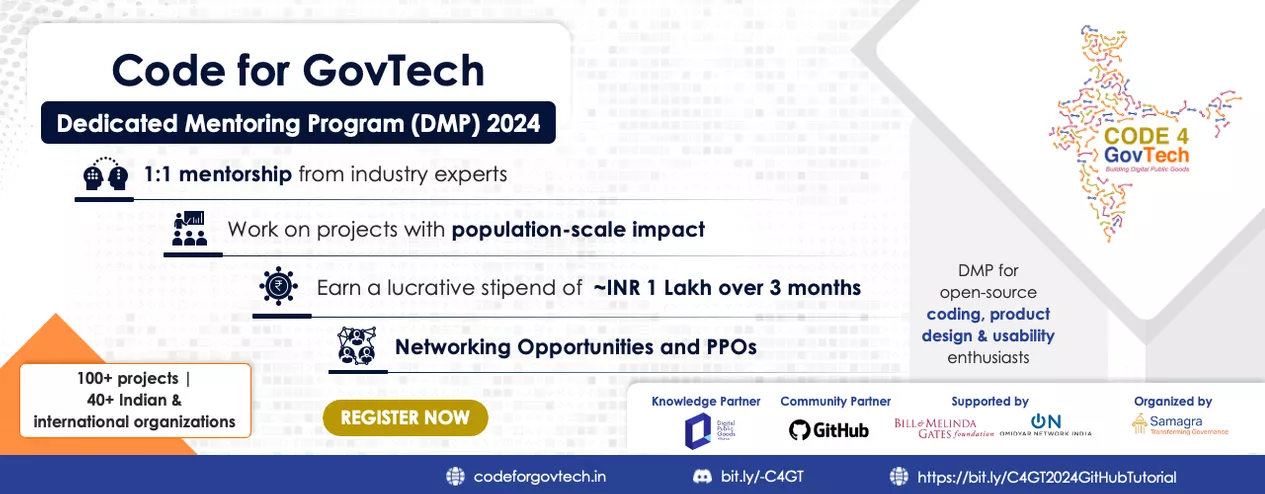 Code for GovTech
Dedicated Mentoring Program (DMP) 2024
1:1 mentorship from industry experts
Work on projects with population-scale impact
Earn a lucrative stipend of ~INR 1 Lakh over 3 months
Networking Opportunities and PPOs
100+ projects |
40+ Indian &
international organizations
REGISTER NOW
CODE 4
GovTech
Building Digital Public Goods
DMP for
open-source
coding, product
design & usability
enthusiasts
Knowledge Partner
Digital
Public
Goods
Alliance
Community Partner
GitHub
Supported by
BILL & MELINDA
GATES foundation
ON
OMIDYAR NETWORK INDIA
Organized by
Samagra
Transforming Governance
codeforgovtech.in
bit.ly/-C4GT
https://bit.ly/C4GT2024GitHubTutorial